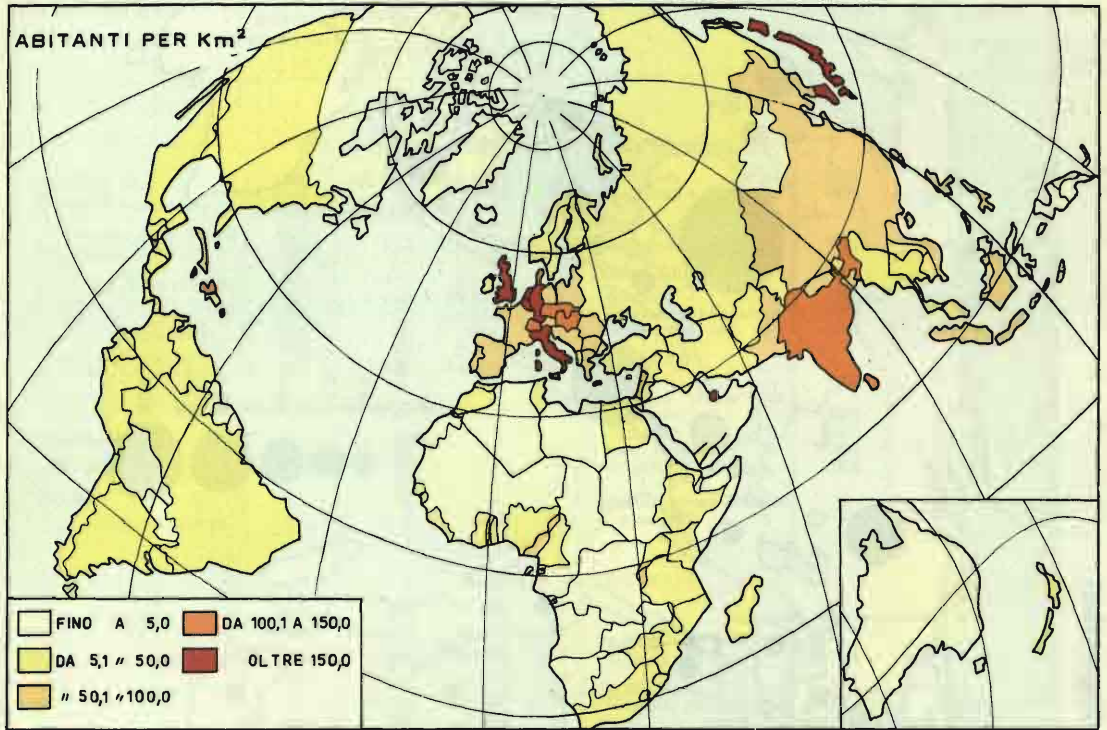 ABITANTI PER Km²
FINO A 5,0
DA 5,1 " 50,0
" 50,1 " 100,0
DA 100,1 A 150,0
OLTRE 150,0